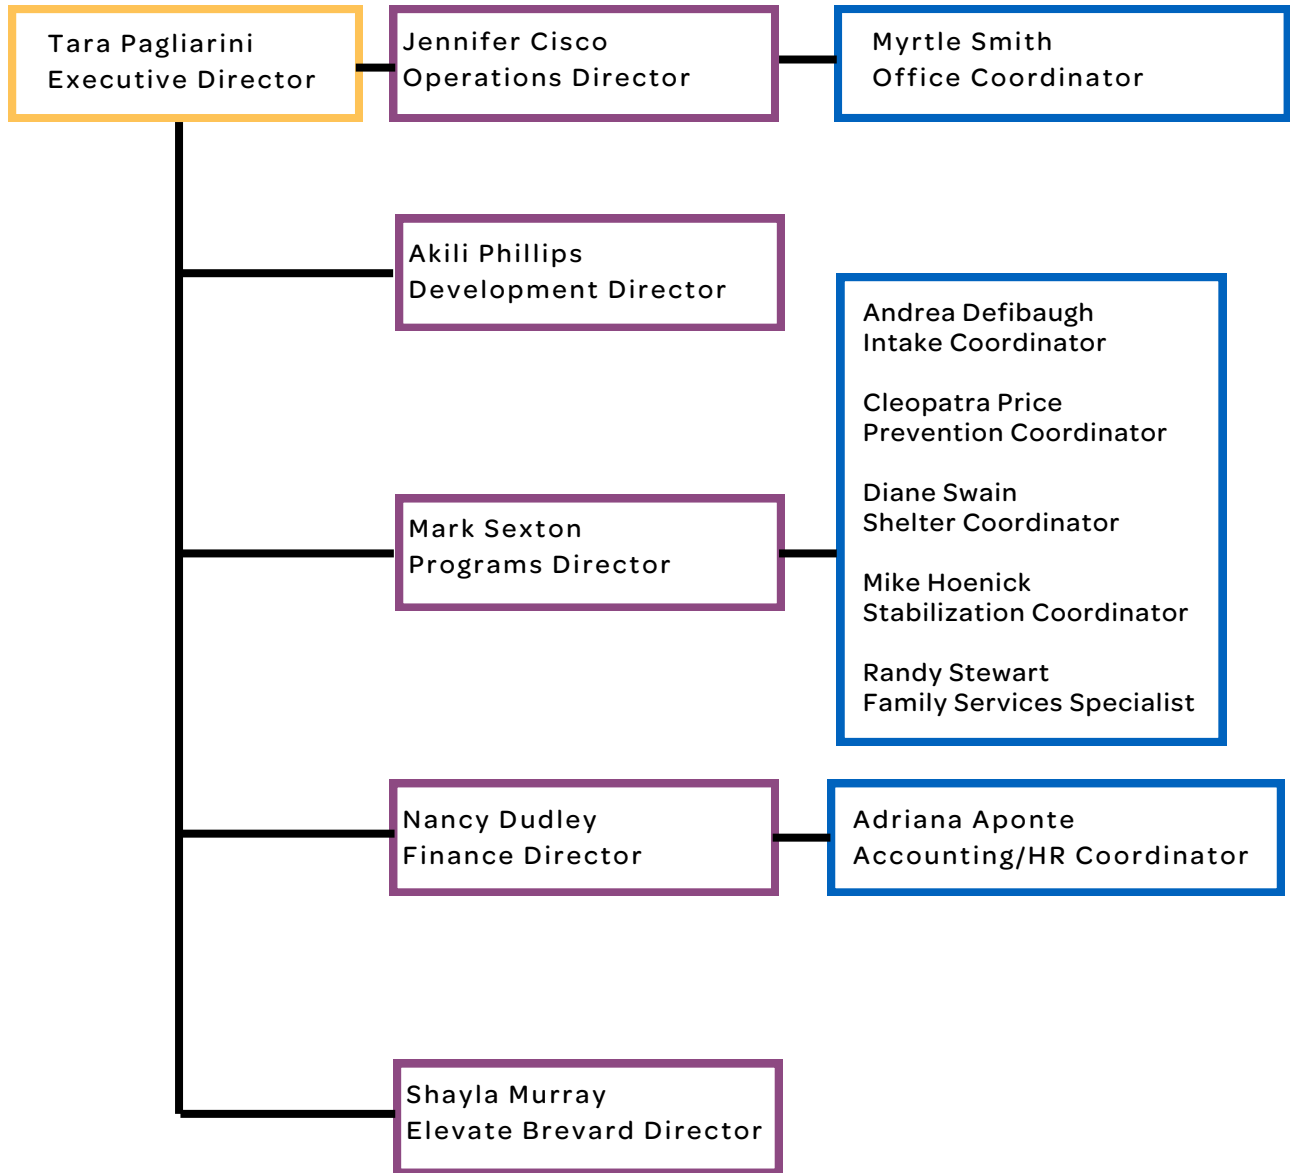 Tara Pagliarini
Executive Director
Jennifer Cisco
Operations Director
Myrtle Smith
Office Coordinator
Akili Phillips
Development Director
Andrea Defibaugh
Intake Coordinator
Cleopatra Price
Prevention Coordinator
Diane Swain
Shelter Coordinator
Mike Hoenick
Stabilization Coordinator
Randy Stewart
Family Services Specialist
Mark Sexton
Programs Director
Nancy Dudley
Finance Director
Adriana Aponte
Accounting/HR Coordinator
Shayla Murray
Elevate Brevard Director